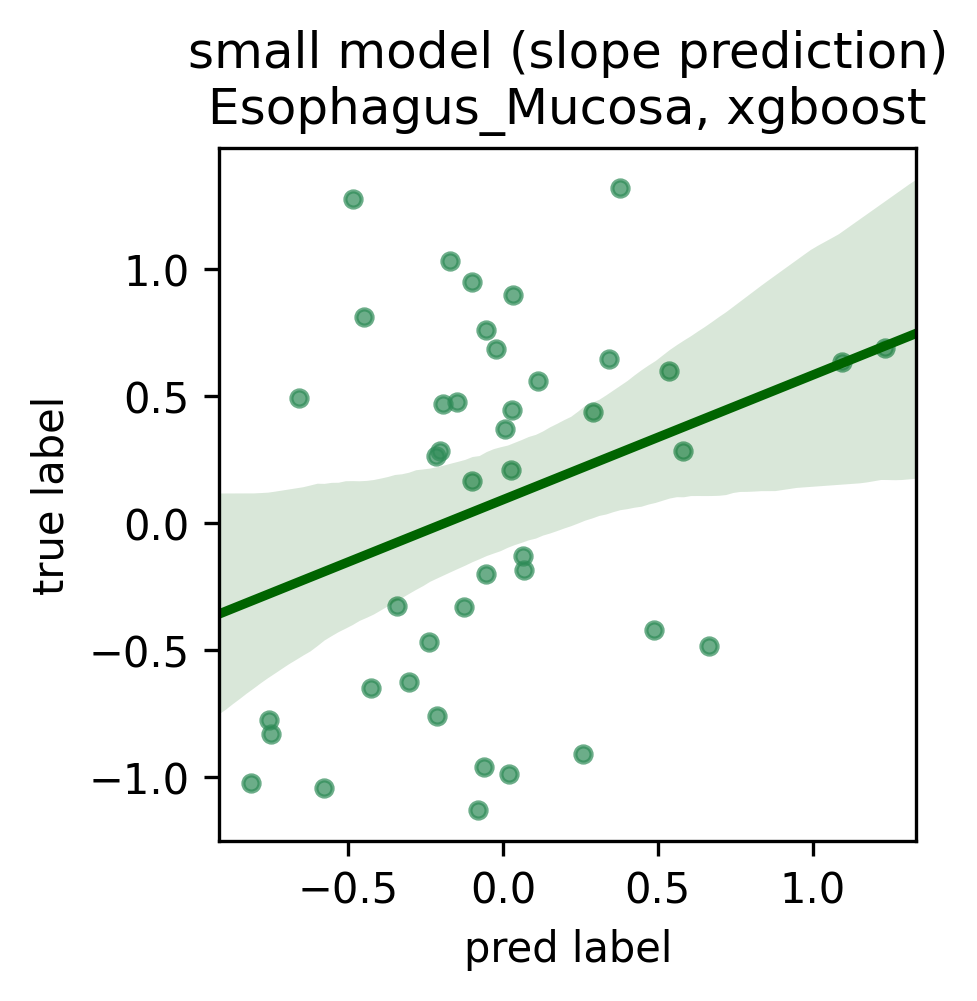 small model (slope prediction)
Esophagus_Mucosa, xgboost
1.0
0.5
0.0
−0.5
−1.0
true label
−0.5
0.0
0.5
1.0
pred label